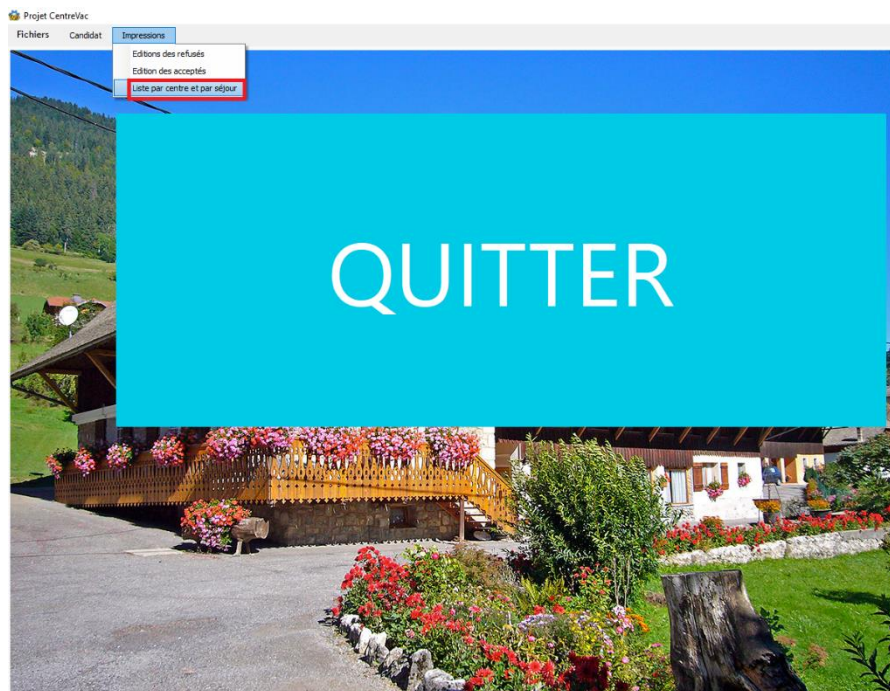 Projet CentreVac
Fichiers Candidat Impressions
Editions des refusés
Edition des acceptés
Liste par centre et par séjour
QUITTER